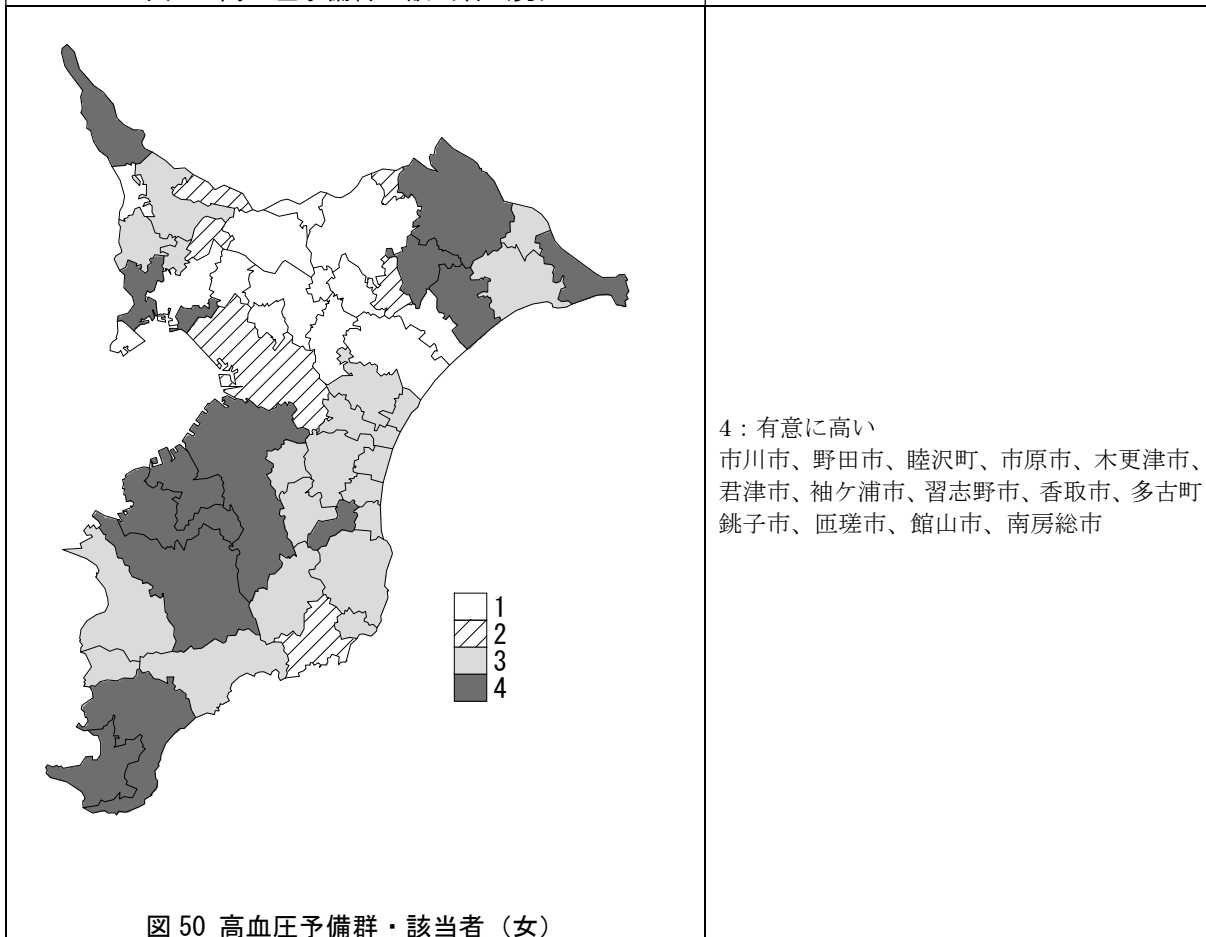 1
2
3
4
図 50 高血圧予備群・該当者（女）
4：有意に高い
市川市、野田市、睦沢町、市原市、木更津市、
君津市、袖ケ浦市、習志野市、香取市、多古町
銚子市、匝瑳市、館山市、南房総市